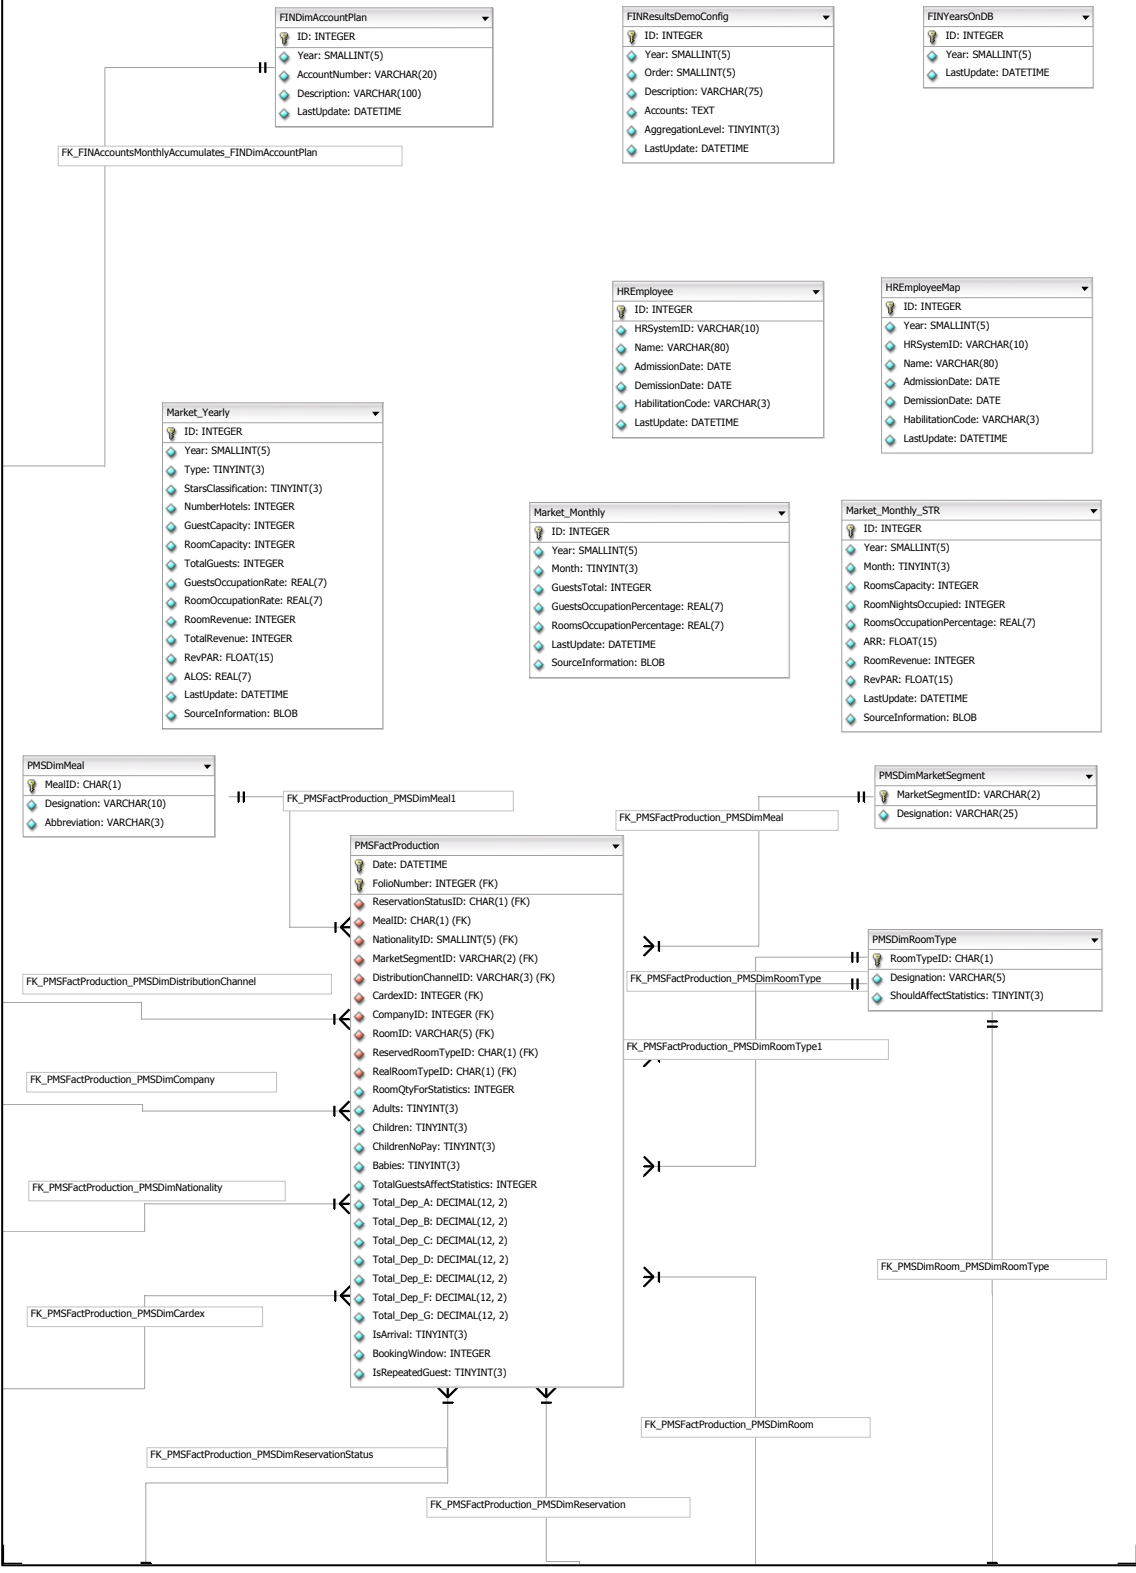 FINDimAccountPlan
ID: INTEGER
Year: SMALLINT(5)
AccountNumber: VARCHAR(20)
Description: VARCHAR(100)
LastUpdate: DATETIME
FINResultsDemoConfig
ID: INTEGER
Year: SMALLINT(5)
Order: SMALLINT(5)
Description: VARCHAR(75)
Accounts: TEXT
AggregationLevel: TINYINT(3)
LastUpdate: DATETIME
FINYearsOnDB
ID: INTEGER
Year: SMALLINT(5)
LastUpdate: DATETIME
FK_FINAccountsMonthlyAccumulates_FINDimAccountPlan
HREmployee
ID: INTEGER
HRSystemID: VARCHAR(10)
Name: VARCHAR(80)
AdmissionDate: DATE
DemissionDate: DATE
HabilitationCode: VARCHAR(3)
LastUpdate: DATETIME
HREmployeeMap
ID: INTEGER
Year: SMALLINT(5)
HRSystemID: VARCHAR(10)
Name: VARCHAR(80)
AdmissionDate: DATE
DemissionDate: DATE
HabilitationCode: VARCHAR(3)
LastUpdate: DATETIME
Market_Yearly
ID: INTEGER
Year: SMALLINT(5)
Type: TINYINT(3)
StarsClassification: TINYINT(3)
NumberHotels: INTEGER
GuestCapacity: INTEGER
RoomCapacity: INTEGER
TotalGuests: INTEGER
GuestsOccupationRate: REAL(7)
RoomOccupationRate: REAL(7)
RoomRevenue: INTEGER
TotalRevenue: INTEGER
RevPAR: FLOAT(15)
ALOS: REAL(7)
LastUpdate: DATETIME
SourceInformation: BLOB
Market_Monthly
ID: INTEGER
Year: SMALLINT(5)
Month: TINYINT(3)
GuestsTotal: INTEGER
GuestsOccupationPercentage: REAL(7)
RoomsOccupationPercentage: REAL(7)
LastUpdate: DATETIME
SourceInformation: BLOB
Market_Monthly_STR
ID: INTEGER
Year: SMALLINT(5)
Month: TINYINT(3)
RoomsCapacity: INTEGER
RoomNightsOccupied: INTEGER
RoomsOccupationPercentage: REAL(7)
ARR: FLOAT(15)
RoomRevenue: INTEGER
RevPAR: FLOAT(15)
LastUpdate: DATETIME
SourceInformation: BLOB
PMSDimMeal
MealID: CHAR(1)
Designation: VARCHAR(10)
Abbreviation: VARCHAR(3)
FK_PMSFactProduction_PMSDimMeal1
FK_PMSFactProduction_PMSDimMeal
PMSDimMarketSegment
MarketSegmentID: VARCHAR(2)
Designation: VARCHAR(25)
PMSFactProduction
Date: DATETIME
FolioNumber: INTEGER (FK)
ReservationStatusID: CHAR(1) (FK)
MealID: CHAR(1) (FK)
NationalityID: SMALLINT(5) (FK)
MarketSegmentID: VARCHAR(2) (FK)
DistributionChannelID: VARCHAR(3) (FK)
CardexID: INTEGER (FK)
CompanyID: INTEGER (FK)
RoomID: VARCHAR(5) (FK)
ReservedRoomTypeID: CHAR(1) (FK)
RealRoomTypeID: CHAR(1) (FK)
RoomQtyForStatistics: INTEGER
Adults: TINYINT(3)
Children: TINYINT(3)
ChildrenNoPay: TINYINT(3)
Babies: TINYINT(3)
TotalGuestsAffectStatistics: INTEGER
Total_Dep_A: DECIMAL(12, 2)
Total_Dep_B: DECIMAL(12, 2)
Total_Dep_C: DECIMAL(12, 2)
Total_Dep_D: DECIMAL(12, 2)
Total_Dep_E: DECIMAL(12, 2)
Total_Dep_F: DECIMAL(12, 2)
Total_Dep_G: DECIMAL(12, 2)
IsArrival: TINYINT(3)
BookingWindow: INTEGER
IsRepeatedGuest: TINYINT(3)
PMSDimRoomType
RoomTypeID: CHAR(1)
Designation: VARCHAR(5)
ShouldAffectStatistics: TINYINT(3)
FK_PMSFactProduction_PMSDimDistributionChannel
FK_PMSFactProduction_PMSDimRoomType
FK_PMSFactProduction_PMSDimRoomType1
FK_PMSFactProduction_PMSDimCompany
FK_PMSFactProduction_PMSDimNationality
FK_PMSDimRoom_PMSDimRoomType
FK_PMSFactProduction_PMSDimCardex
FK_PMSFactProduction_PMSDimRoom
FK_PMSFactProduction_PMSDimReservationStatus
FK_PMSFactProduction_PMSDimReservation